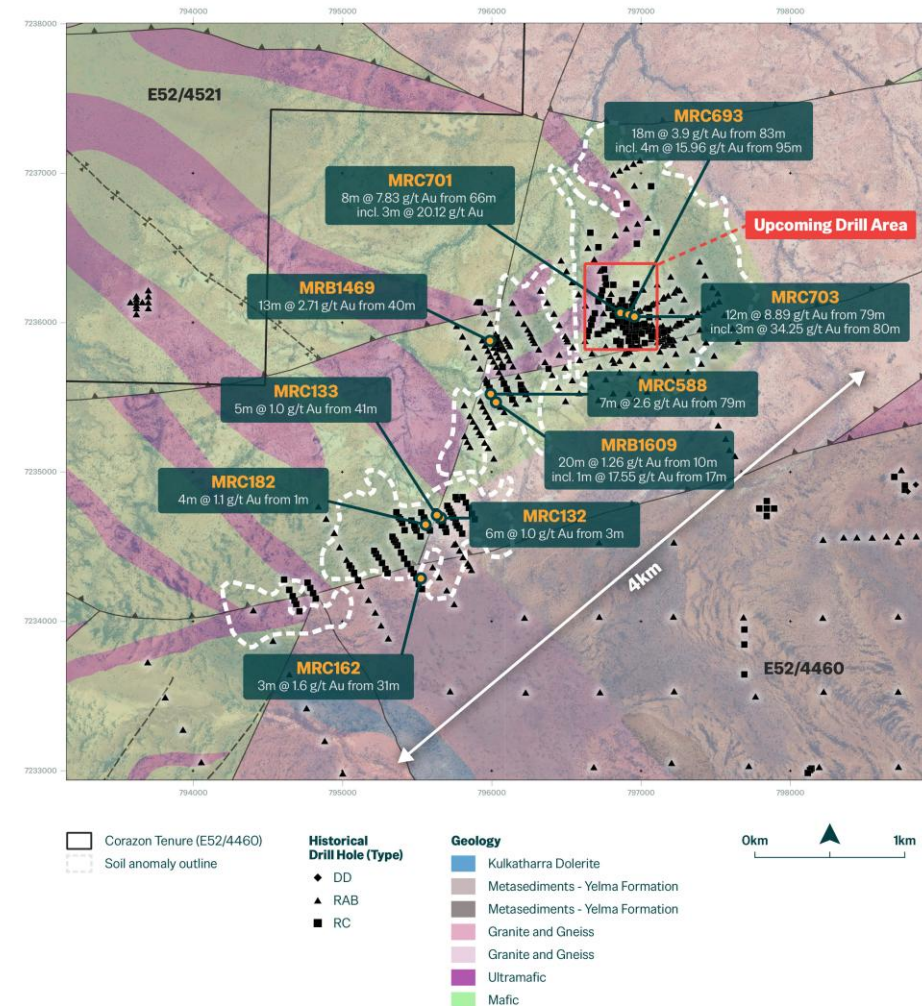 794000 795000 796000 797000 798000
7238000
E52/4521
MRC693
18m @ 3.9 g/t Au from 83m
incl. 4m @ 15.96 g/t Au from 95m
7237000
MRC701
8m @ 7.83 g/t Au from 66m
incl. 3m @ 20.12 g/t Au
Upcoming Drill Area
MRB1469
13m @ 2.71 g/t Au from 40m
MRC703
12m @ 8.89 g/t Au from 79m
incl. 3m @ 34.25 g/t Au from 80m
7236000
MRC133
5m @ 1.0 g/t Au from 41m
MRC588
7m @ 2.6 g/t Au from 79m
MRB1609
20m @ 1.26 g/t Au from 10m
incl. 1m @ 17.55 g/t Au from 17m
7235000
MRC182
4m @ 1.1 g/t Au from 1m
MRC132
6m @ 1.0 g/t Au from 3m
4km
7234000
MRC162
3m @ 1.6 g/t Au from 31m
E52/4460
7233000
794000 795000 796000 797000 798000
Corazon Tenure (E52/4460)
Soil anomaly outline
Historical
Drill Hole (Type)
DD
RAB
RC
Geology
Kulkatharra Dolerite
Metasediments - Yelma Formation
Metasediments - Yelma Formation
Granite and Gneiss
Granite and Gneiss
Ultramafic
Mafic
0km 1km